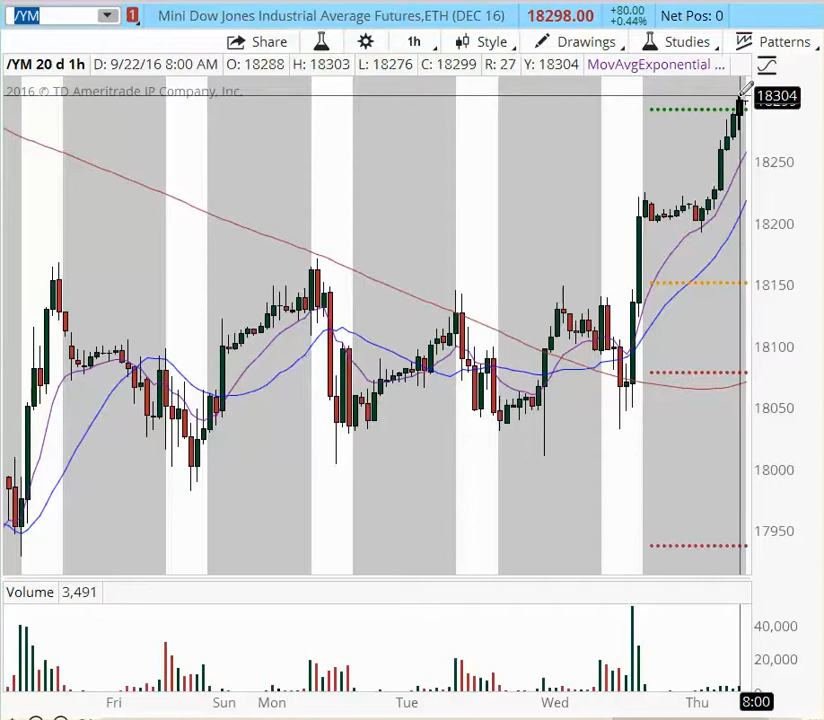 /YM 1 Mini Dow Jones Industrial Average Futures,ETH (DEC 16) 18298.00 +80.00 +0.44% Net Pos: 0
Share 1h Style Drawings Studies Patterns
/YM 20 d 1h D: 9/22/16 8:00 AM O: 18288 H: 18303 L: 18276 C: 18299 R: 27 Y: 18304 MovAvgExponential ...
2016 © TD Ameritrade IP Company, Inc.
18304
18250
18200
18150
18100
18050
18000
17950
Volume 3,491
40,000
20,000
Fri Sun Mon Tue Wed Thu 8:00